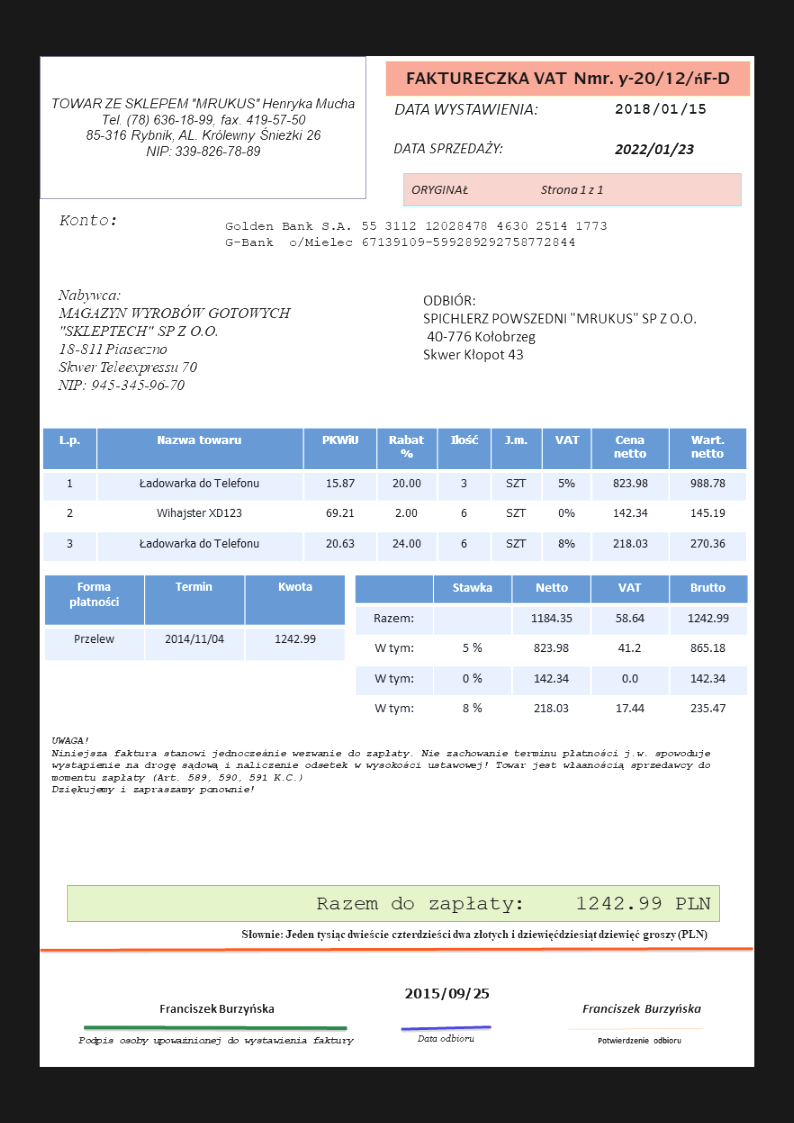 TOWAR ZE SKLEPEM "MRUKUS" Henryka Mucha
Tel. (78) 636-18-99, fax. 419-57-50
85-316 Rybnik, AL. Królewny Śnieżki 26
NIP: 339-826-78-89
FAKTURECZKA VAT Nmr. y-20/12/ńF-D
DATA WYSTAWIENIA: 2018/01/15
DATA SPRZEDAŻY: 2022/01/23
ORYGINAŁ Strona 1 z 1
Konto:
Golden Bank S.A. 55 3112 12028478 4630 2514 1773
G-Bank o/Mielec 67139109-599289292758772844
Nabywca:
MAGAZYN WYROBÓW GOTOWYCH
"SKLEPTECH" SP Z O.O.
18-811 Piaseczno
Skwer Teleexpressu 70
NIP: 945-345-96-70
ODBIÓR:
SPICHLERZ POWSZEDNI "MRUKUS" SP Z O.O.
40-776 Kołobrzeg
Skwer Kłopot 43
L.p. Nazwa towaru PKWiU Rabat % Ilość J.m. VAT Cena netto Wart. netto
1 Ładowarka do Telefonu 15.87 20.00 3 SZT 5% 823.98 988.78
2 Wihajster XD123 69.21 2.00 6 SZT 0% 142.34 145.19
3 Ładowarka do Telefonu 20.63 24.00 6 SZT 8% 218.03 270.36
Forma płatności Termin Kwota
Przelew 2014/11/04 1242.99
Stawka Netto VAT Brutto
Razem: 1184.35 58.64 1242.99
W tym: 5 % 823.98 41.2 865.18
W tym: 0 % 142.34 0.0 142.34
W tym: 8 % 218.03 17.44 235.47
UWAGA!
Niniejsza faktura stanowi jednocześnie wezwanie do zapłaty. Nie zachowanie terminu płatności j.w. spowoduje
wystąpienie na drogę sądową i naliczenie odsetek w wysokości ustawowej! Towar jest własnością sprzedawcy do
momentu zapłaty (Art. 589, 590, 591 K.C.)
Dziękujemy i zapraszamy ponownie!
Razem do zapłaty: 1242.99 PLN
Słownie: Jeden tysiąc dwieście czterdzieści dwa złotych i dziewięćdziesiąt dziewięć groszy (PLN)
Franciszek Burzyńska
2015/09/25
Franciszek Burzyńska
Podpis osoby upoważnionej do wystawienia faktury
Data odbioru
Potwierdzenie odbioru